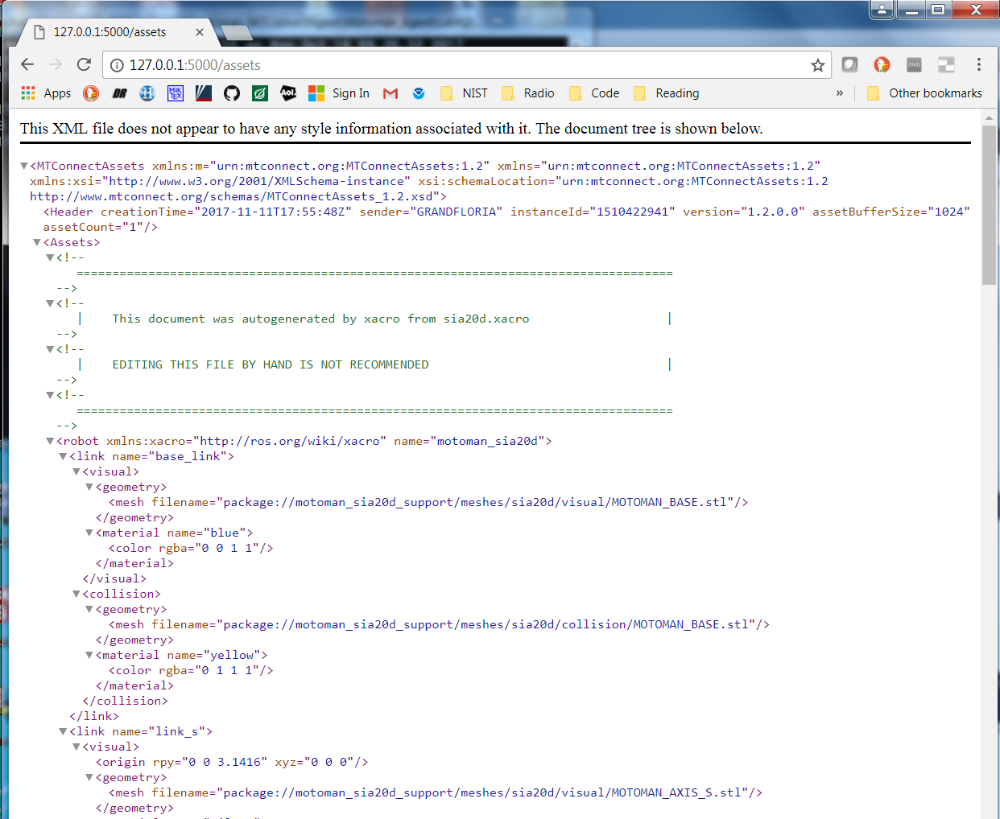 127.0.0.1:5000/assets
127.0.0.1:5000/assets
Apps DR MiKTEX Aol. Sign In NIST Radio Code Reading » Other bookmarks
This XML file does not appear to have any style information associated with it. The document tree is shown below.
▼<MTConnectAssets xmlns:m="urn:mtconnect.org:MTConnectAssets:1.2" xmlns="urn:mtconnect.org:MTConnectAssets:1.2"
xmlns:xsi="http://www.w3.org/2001/XMLSchema-instance" xsi:schemaLocation="urn:mtconnect.org:MTConnectAssets:1.2
http://www.mtconnect.org/schemas/MTConnectAssets_1.2.xsd">
<Header creationTime="2017-11-11T17:55:48Z" sender="GRANDFLORIA" instanceId="1510422941" version="1.2.0.0" assetBufferSize="1024"
assetCount="1"/>
▼<Assets>
▼<!--
===================================================================================
-->
▼<!--
| This document was autogenerated by xacro from sia20d.xacro |
-->
▼<!--
| EDITING THIS FILE BY HAND IS NOT RECOMMENDED |
-->
▼<!--
===================================================================================
-->
▼<robot xmlns:xacro="http://ros.org/wiki/xacro" name="motoman_sia20d">
▼<link name="base_link">
▼<visual>
▼<geometry>
<mesh filename="package://motoman_sia20d_support/meshes/sia20d/visual/MOTOMAN_BASE.stl"/>
</geometry>
▼<material name="blue">
<color rgba="0 0 1 1"/>
</material>
</visual>
▼<collision>
▼<geometry>
<mesh filename="package://motoman_sia20d_support/meshes/sia20d/collision/MOTOMAN_BASE.stl"/>
</geometry>
▼<material name="yellow">
<color rgba="0 1 1 1"/>
</material>
</collision>
</link>
▼<link name="link_s">
▼<visual>
<origin rpy="0 0 3.1416" xyz="0 0 0"/>
▼<geometry>
<mesh filename="package://motoman_sia20d_support/meshes/sia20d/visual/MOTOMAN_AXIS_S.stl"/>
</geometry>